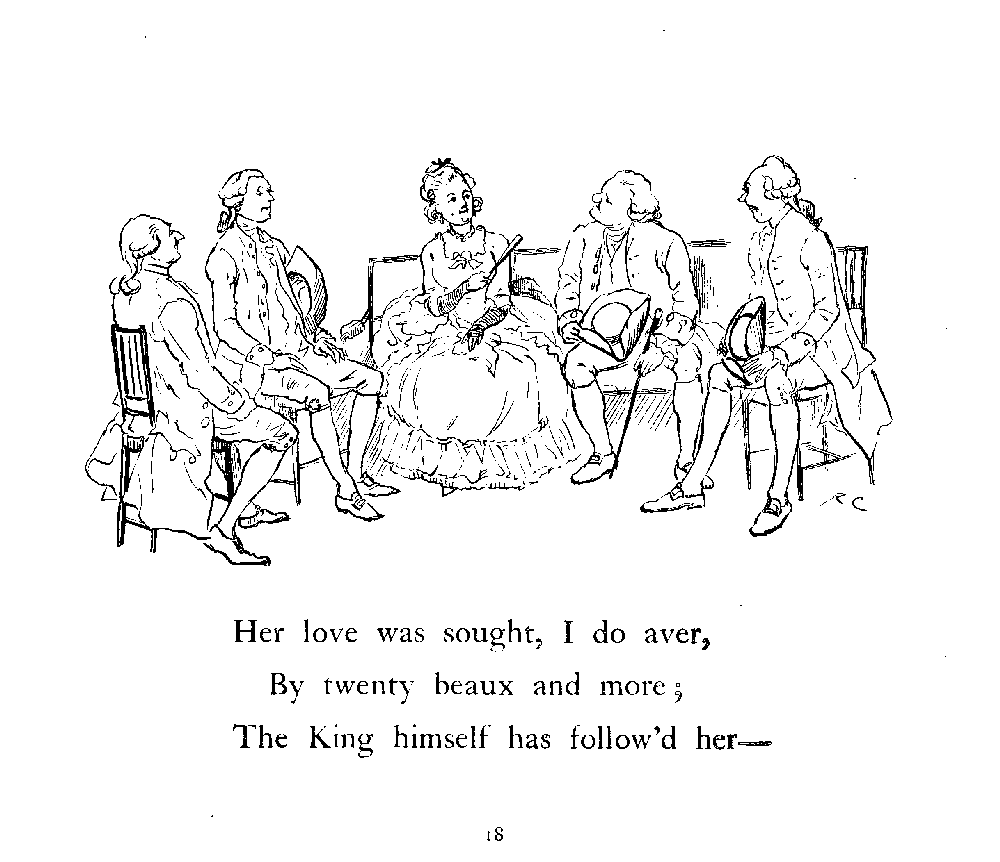 R C
Her love was sought, I do aver,
By twenty beaux and more;
The King himself has follow'd her—
18